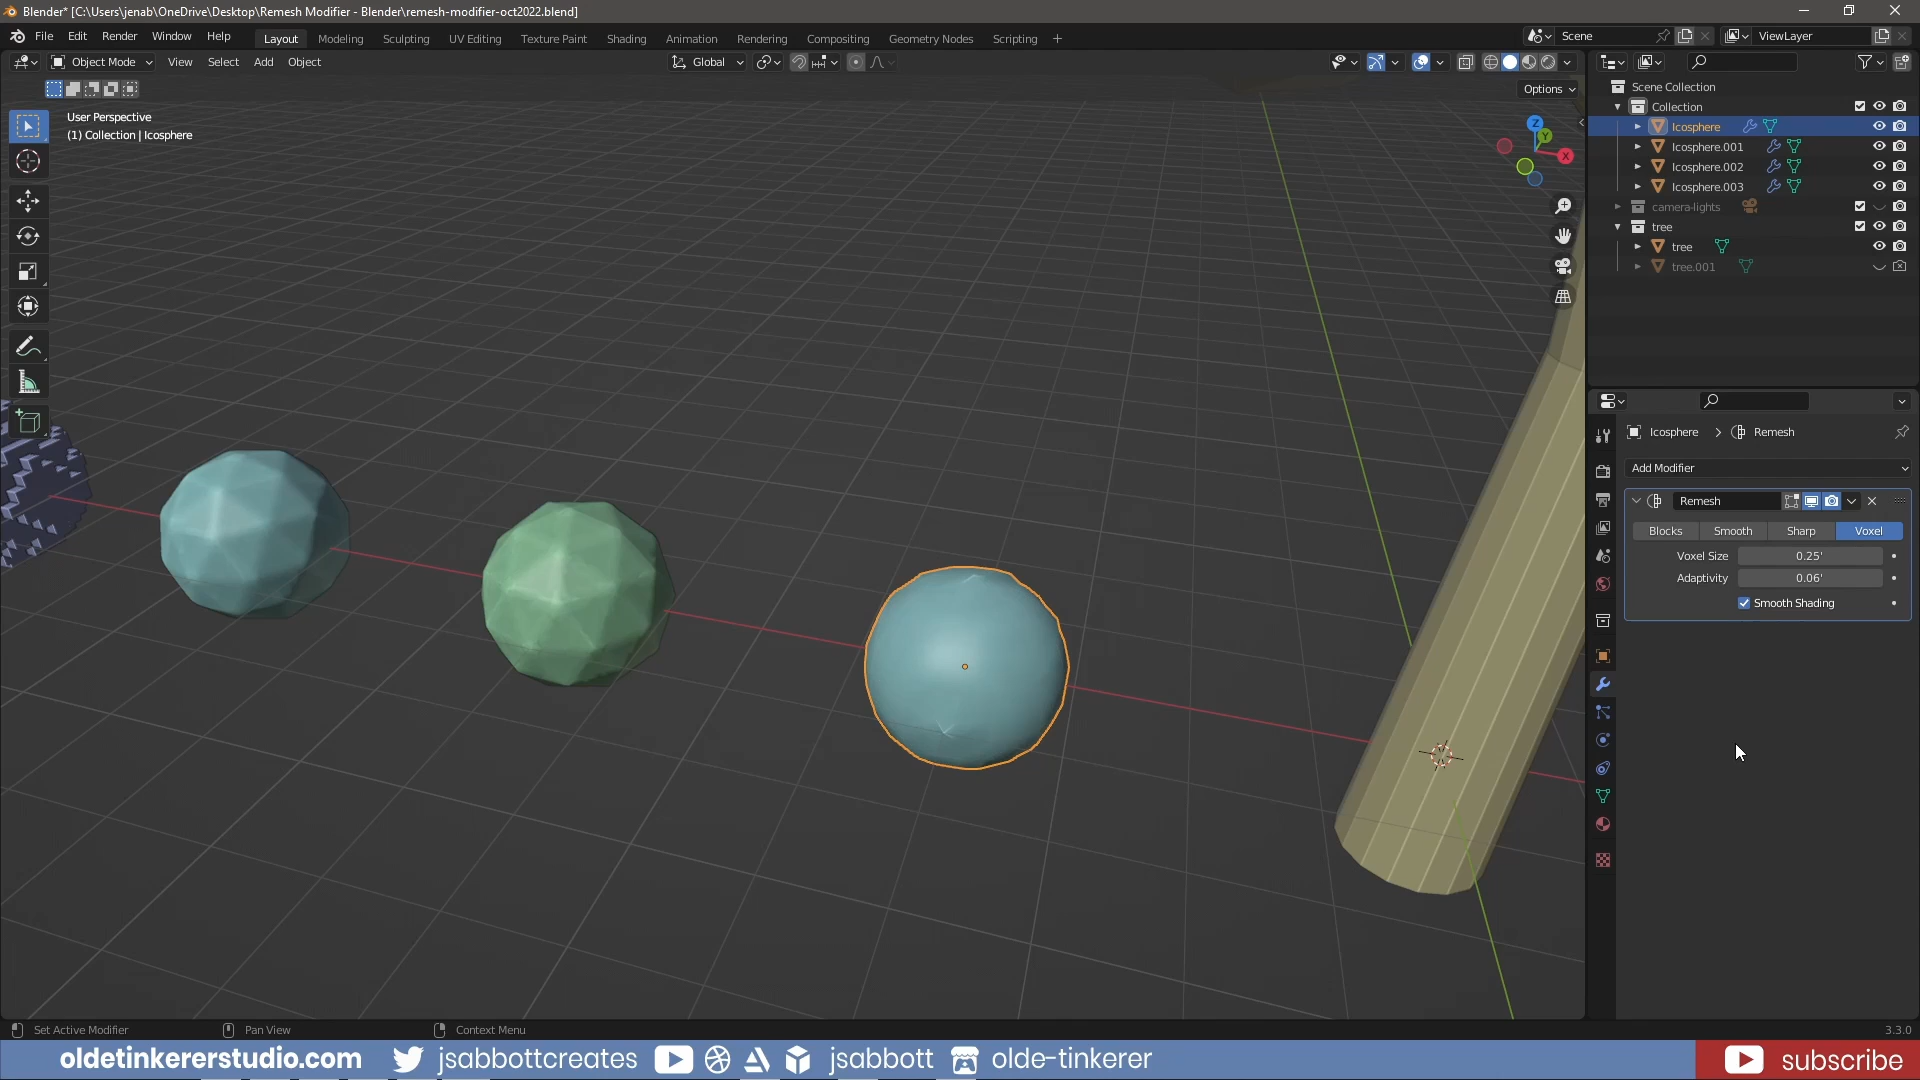 Blender* [C:\Users\jenab\OneDrive\Desktop\Remesh Modifier - Blender\remesh-modifier-oct2022.blend]
File Edit Render Window Help Layout Modeling Sculpting UV Editing Texture Paint Shading Animation Rendering Compositing Geometry Nodes Scripting + Scene ViewLayer
Object Mode View Select Add Object Global
Options
User Perspective
(1) Collection | Icosphere
Z
Y
X
Scene Collection
Collection
Icosphere
Icosphere.001
Icosphere.002
Icosphere.003
camera-lights
tree
tree
tree.001
Icosphere > Remesh
Add Modifier
Remesh
Blocks Smooth Sharp Voxel
Voxel Size 0.25'
Adaptivity 0.06'
Smooth Shading
Set Active Modifier Pan View Context Menu 3.3.0
oldetinkererstudio.com jsabbottcreates jsabbott olde-tinkerer subscribe